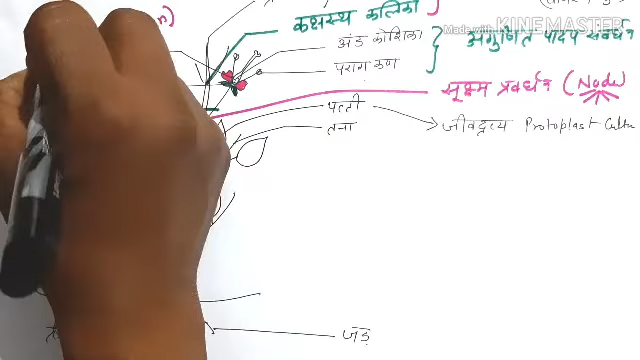 कक्षस्थ कलिका
Made with KINEMASTER
अंड कोशिका
अगुणित पादप संवर्धन
पराग कण
सूक्ष्म प्रवर्धन (Node)
पत्ती
जीवद्रव्य Protoplast Cultu
तना
जड़